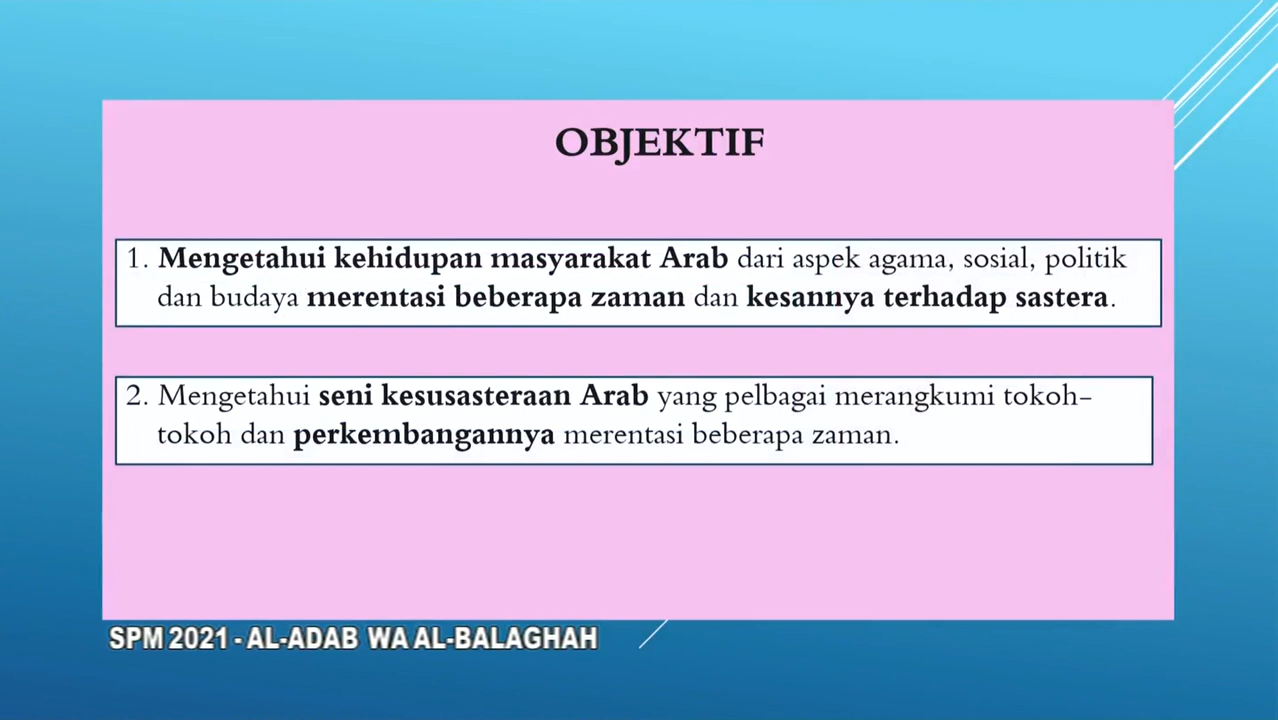 OBJEKTIF
1. Mengetahui kehidupan masyarakat Arab dari aspek agama, sosial, politik
dan budaya merentasi beberapa zaman dan kesannya terhadap sastera.
2. Mengetahui seni kesusasteraan Arab yang pelbagai merangkumi tokoh-
tokoh dan perkembangannya merentasi beberapa zaman.
SPM 2021 - AL-ADAB WA AL-BALAGHAH